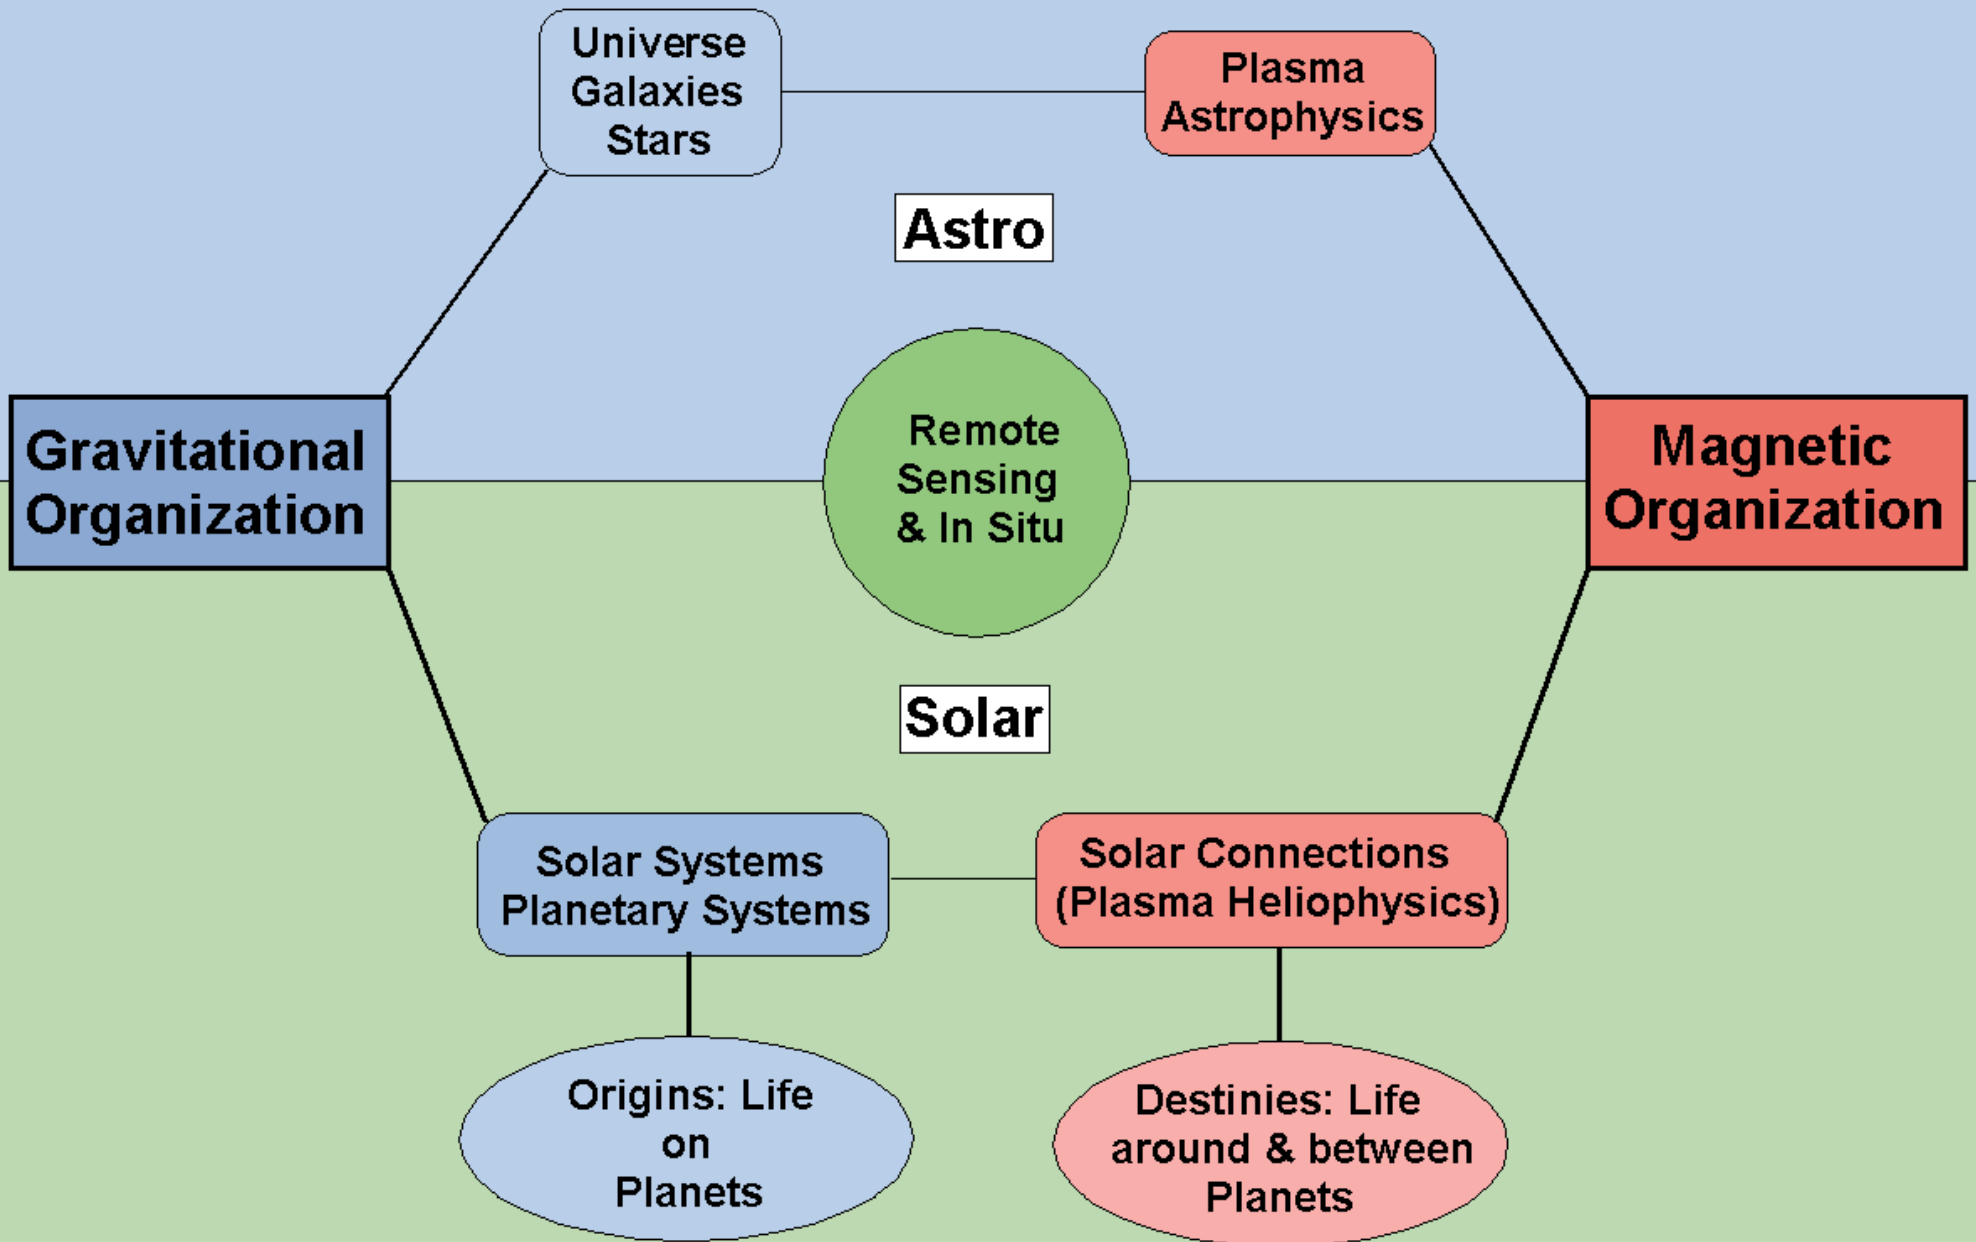 Universe
Galaxies
Stars
Plasma
Astrophysics
Astro
Gravitational
Organization
Remote
Sensing
& In Situ
Magnetic
Organization
Solar
Solar Systems
Planetary Systems
Solar Connections
(Plasma Heliophysics)
Origins: Life
on
Planets
Destinies: Life
around & between
Planets